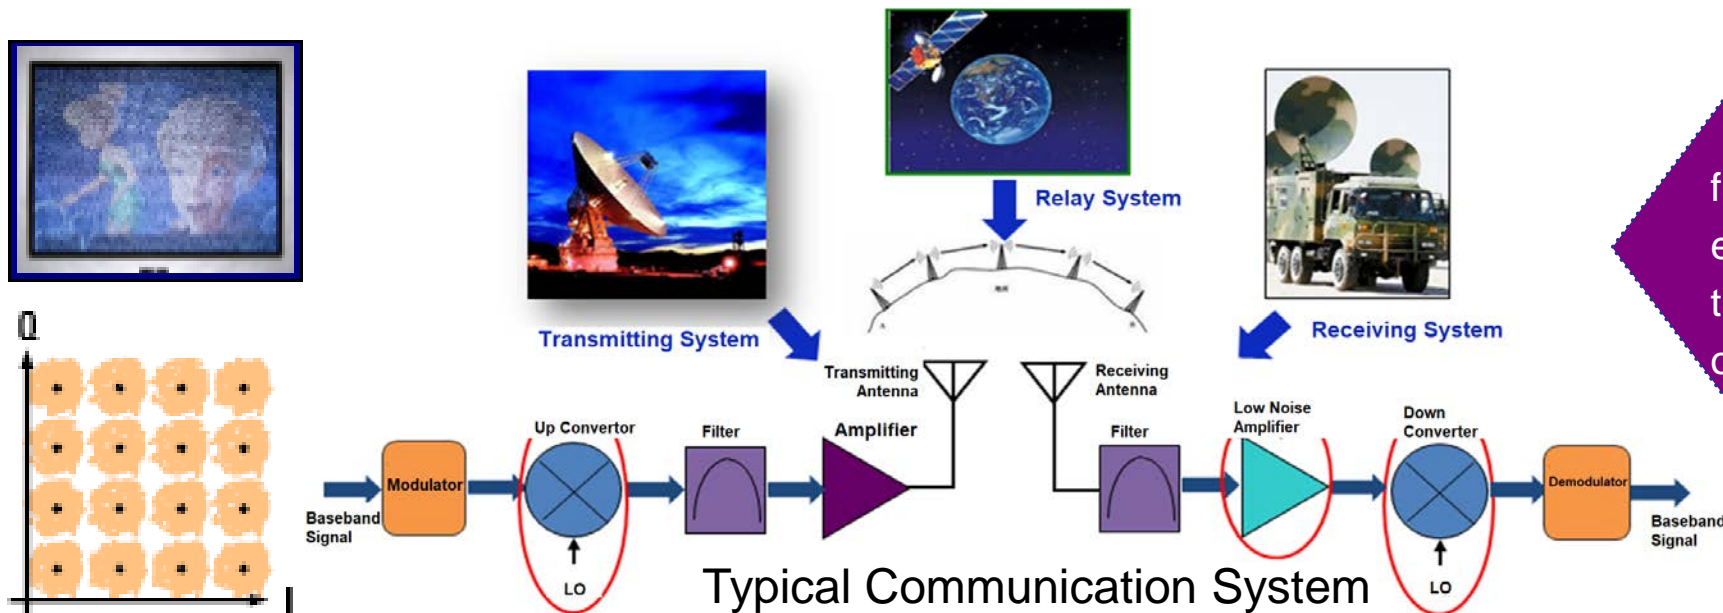 Relay System
Transmitting System
Receiving System
Transmitting
Antenna
Receiving
Antenna
Up Convertor
Filter
Amplifier
Filter
Low Noise
Amplifier
Down
Converter
Modulator
Demodulator
Baseband
Signal
Baseband
Signal
LO
LO
Q
I
Typical Communication System
f
e
t